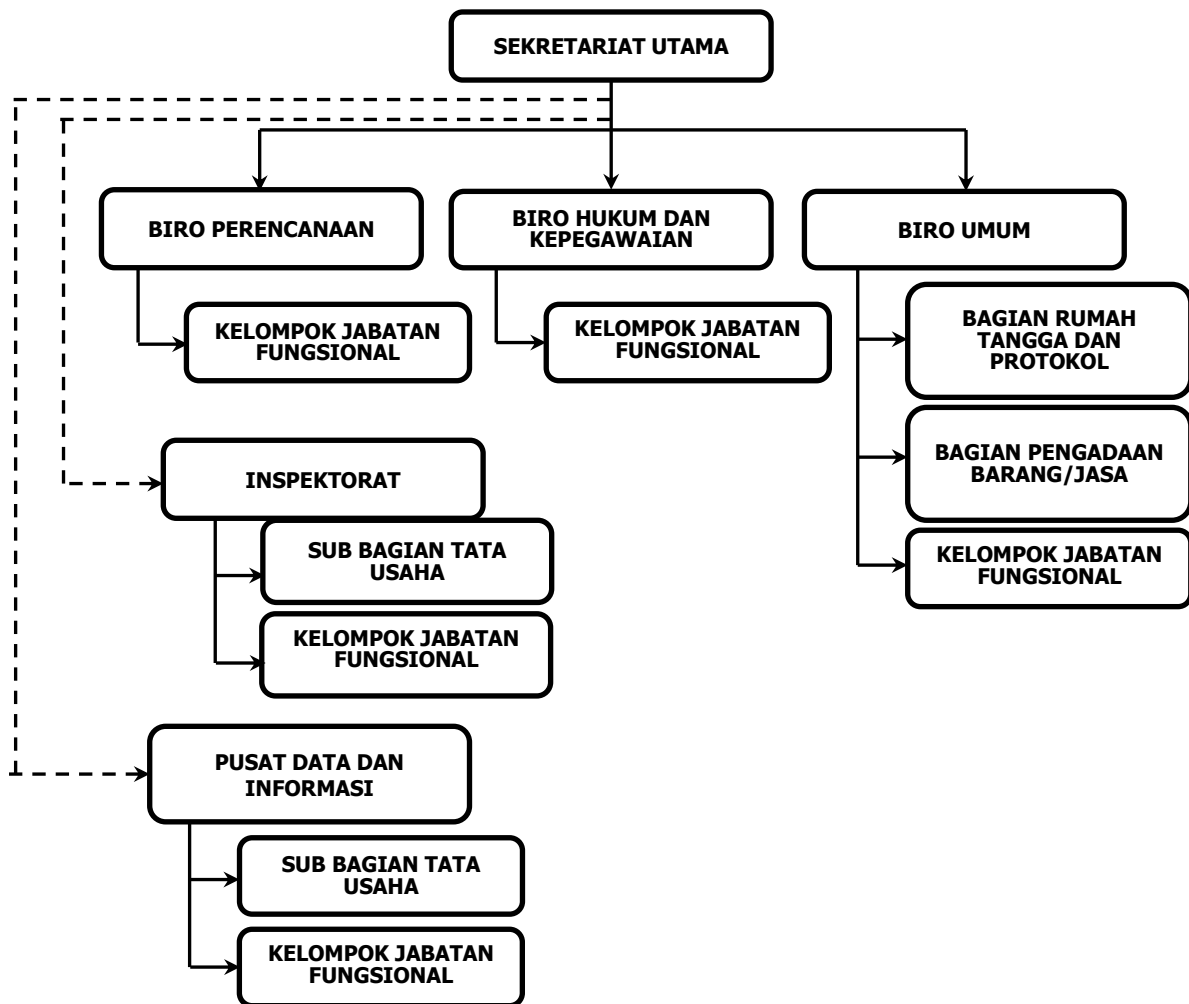 SEKRETARIAT UTAMA
BIRO PERENCANAAN
BIRO HUKUM DAN
KEPEGAWAIAN
BIRO UMUM
KELOMPOK JABATAN
FUNGSIONAL
KELOMPOK JABATAN
FUNGSIONAL
BAGIAN RUMAH
TANGGA DAN
PROTOKOL
BAGIAN PENGADAAN
BARANG/JASA
KELOMPOK JABATAN
FUNGSIONAL
INSPEKTORAT
SUB BAGIAN TATA
USAHA
KELOMPOK JABATAN
FUNGSIONAL
PUSAT DATA DAN
INFORMASI
SUB BAGIAN TATA
USAHA
KELOMPOK JABATAN
FUNGSIONAL